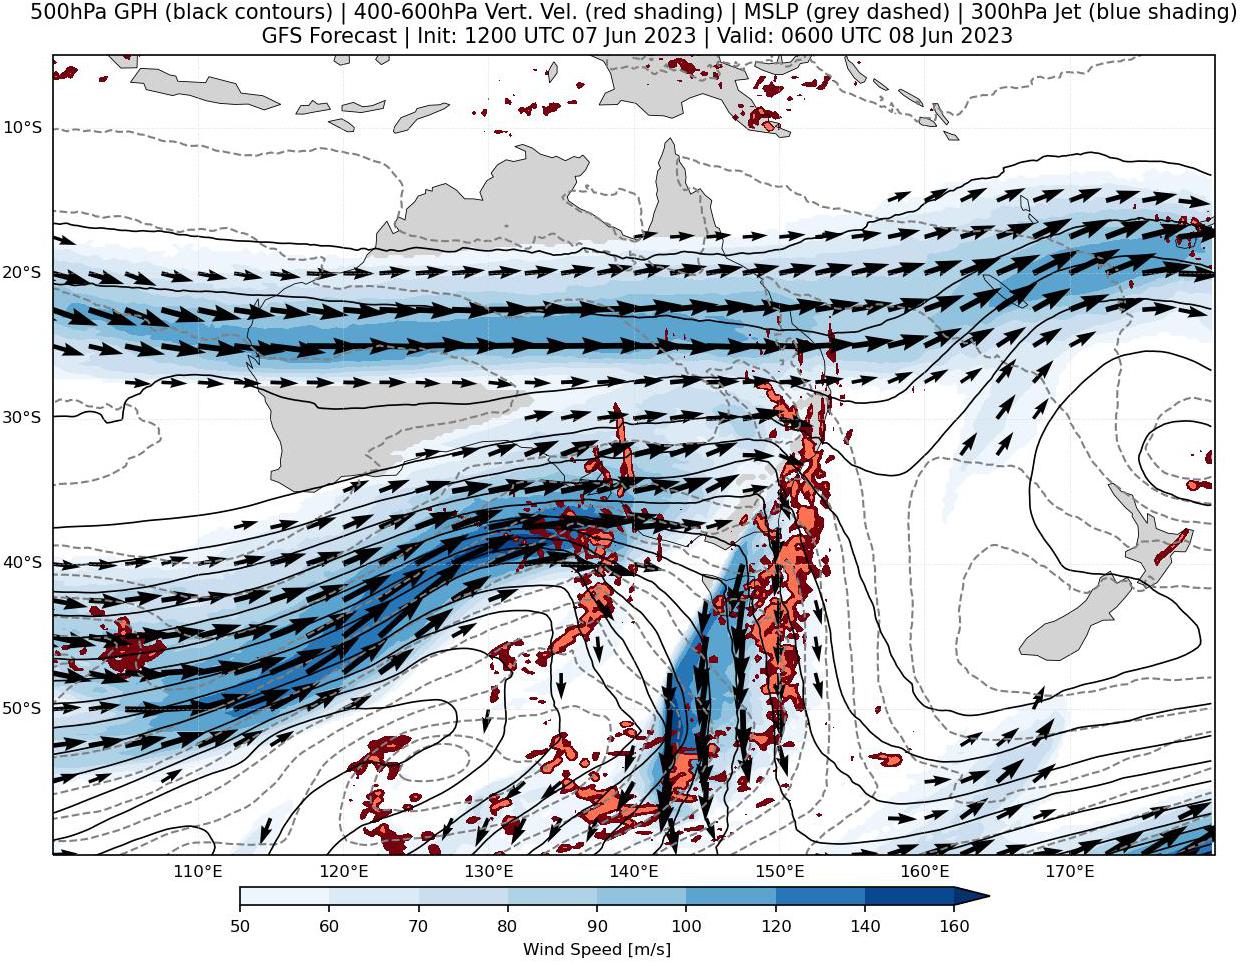 500hPa GPH (black contours) | 400-600hPa Vert. Vel. (red shading) | MSLP (grey dashed) | 300hPa Jet (blue shading)
GFS Forecast | Init: 1200 UTC 07 Jun 2023 | Valid: 0600 UTC 08 Jun 2023
10°S
20°S
30°S
40°S
50°S
110°E 120°E 130°E 140°E 150°E 160°E 170°E
50 60 70 80 90 100 120 140 160
Wind Speed [m/s]